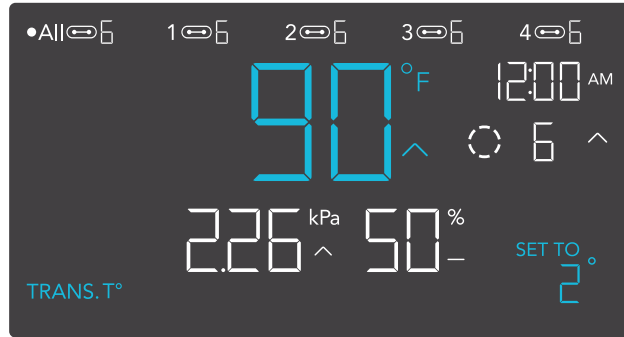 •All 6 1 6 2 6 3 6 4 6
90 °F 12:00 AM
6
2.26 kPa 50 %
SET TO
TRANS. T° 2°